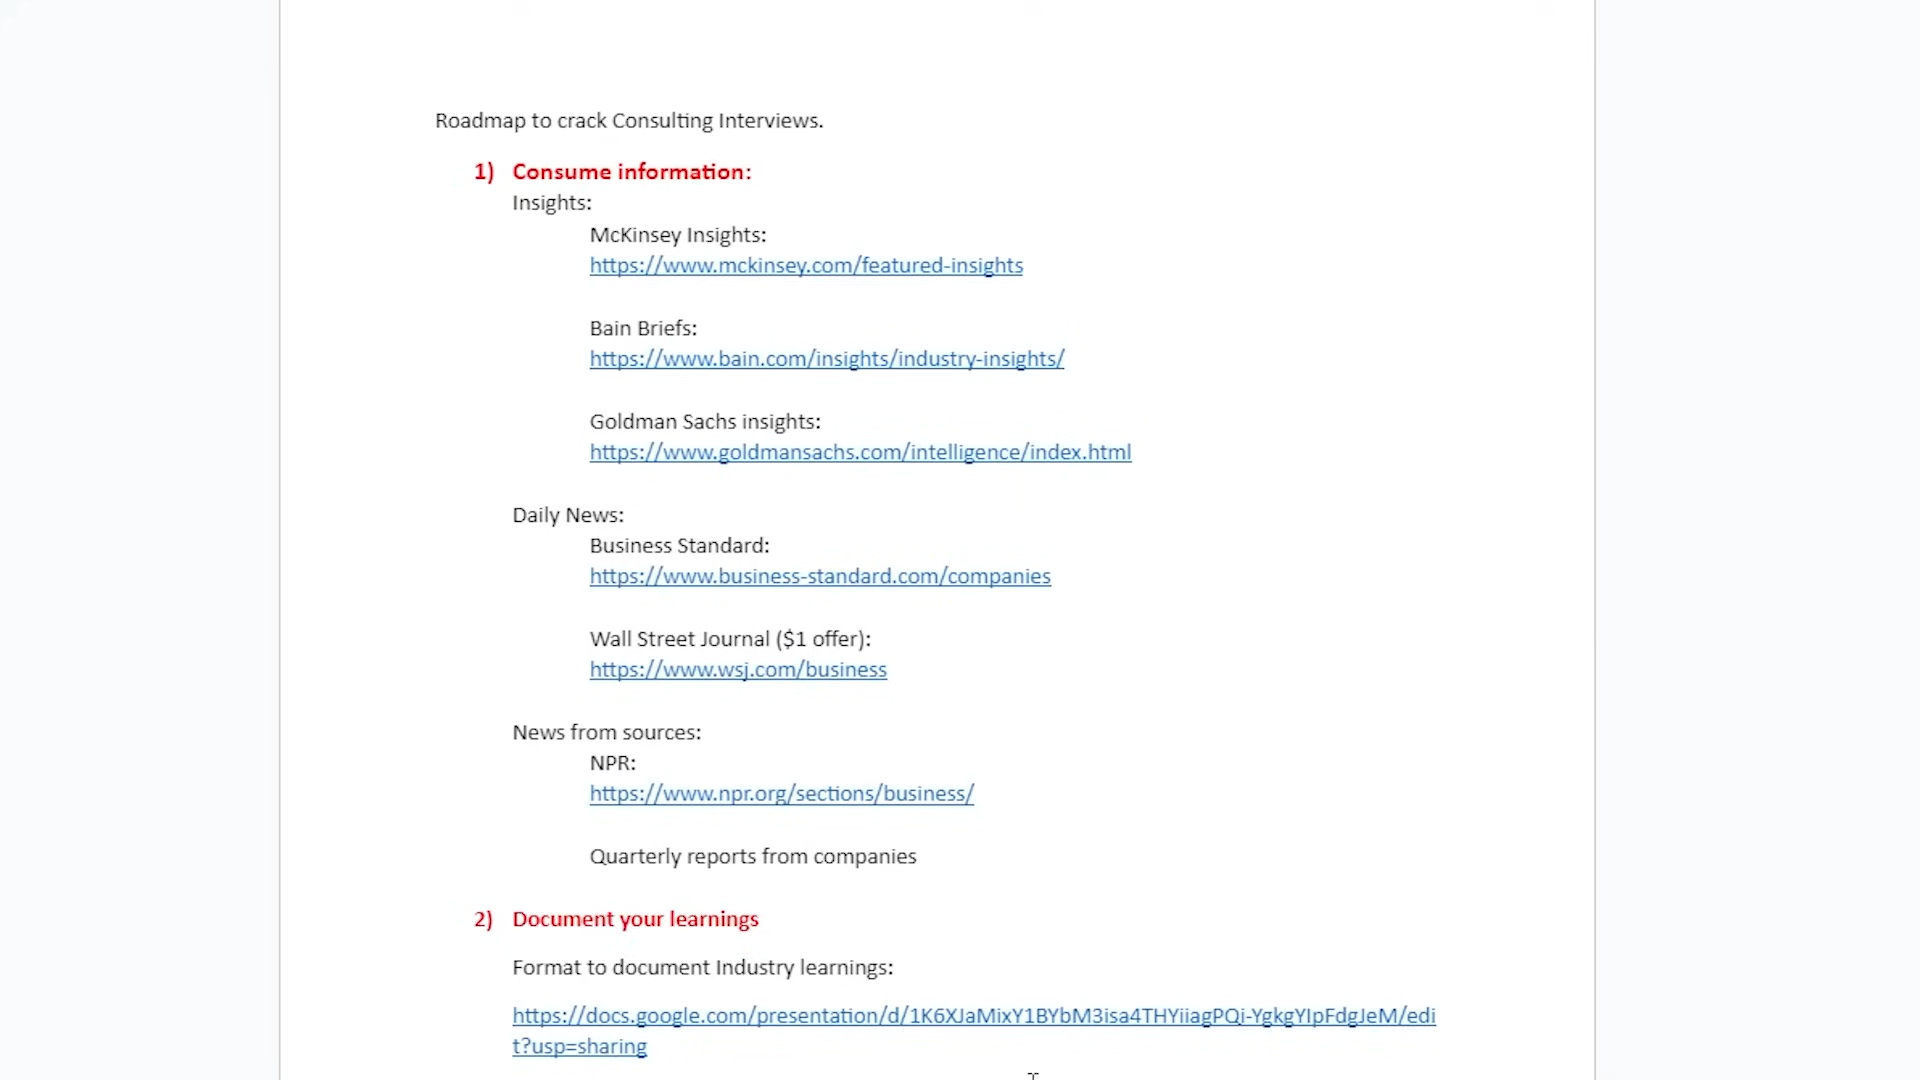 Roadmap to crack Consulting Interviews.
1) Consume information:
Insights:
McKinsey Insights:
https://www.mckinsey.com/featured-insights
Bain Briefs:
https://www.bain.com/insights/industry-insights/
Goldman Sachs insights:
https://www.goldmansachs.com/intelligence/index.html
Daily News:
Business Standard:
https://www.business-standard.com/companies
Wall Street Journal ($1 offer):
https://www.wsj.com/business
News from sources:
NPR:
https://www.npr.org/sections/business/
Quarterly reports from companies
2) Document your learnings
Format to document Industry learnings:
https://docs.google.com/presentation/d/1K6XJaMixY1BYbM3isa4THYiiagPQi-YgkgYIpFdgJeM/edi
t?usp=sharing